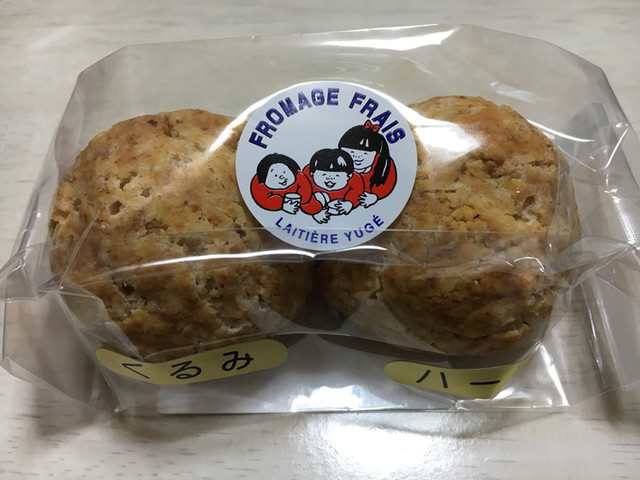 FROMAGE FRAIS
LAITIÈRE YUGÉ
くるみ
ハー